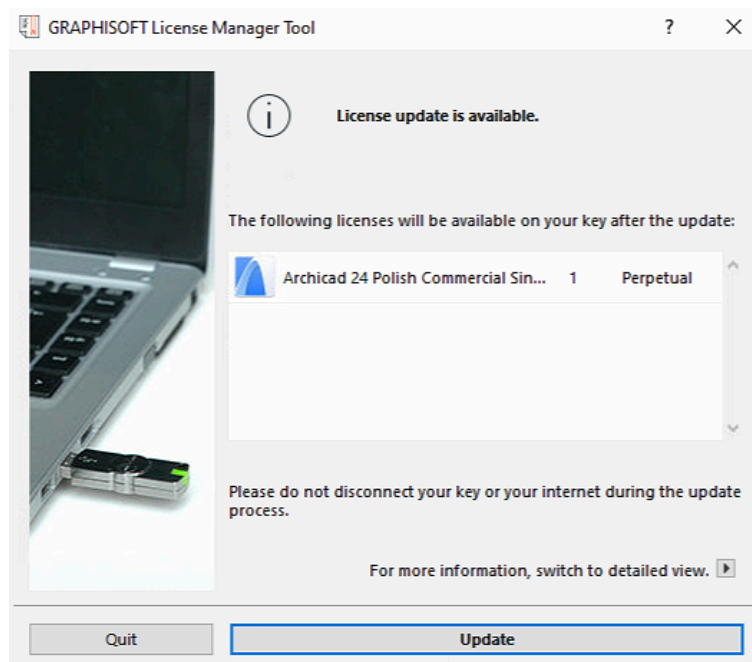 GRAPHISOFT License Manager Tool
?
License update is available.
The following licenses will be available on your key after the update:
Archicad 24 Polish Commercial Sin... 1 Perpetual
Please do not disconnect your key or your internet during the update
process.
For more information, switch to detailed view.
Quit
Update